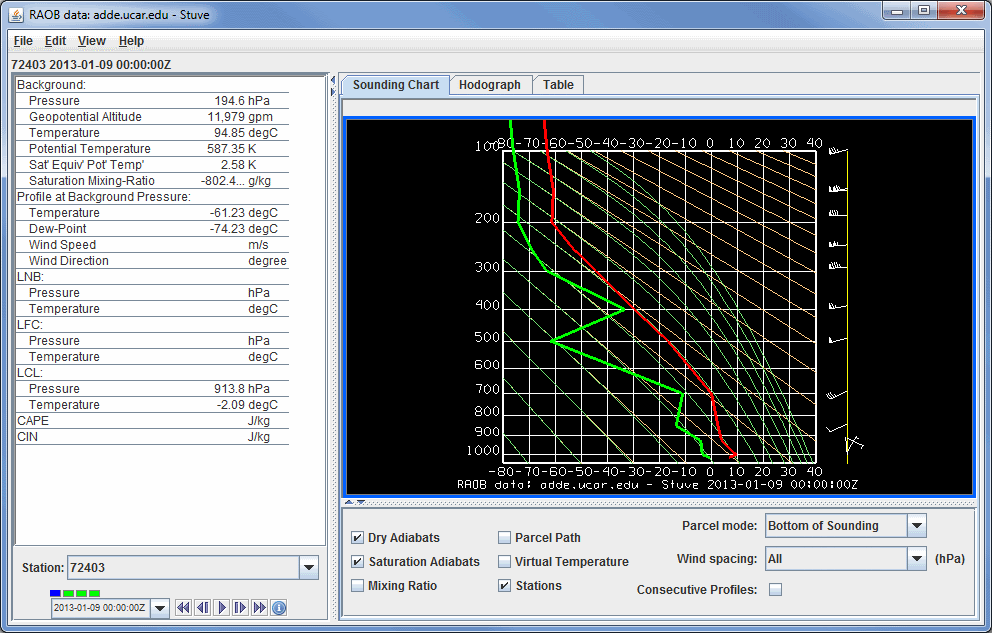 RAOB data: adde.ucar.edu - Stuve
File Edit View Help
72403 2013-01-09 00:00:00Z
Background:
Pressure 194.6 hPa
Geopotential Altitude 11,979 gpm
Temperature 94.85 degC
Potential Temperature 587.35 K
Sat' Equiv' Pot' Temp' 2.58 K
Saturation Mixing-Ratio -802.4... g/kg
Profile at Background Pressure:
Temperature -61.23 degC
Dew-Point -74.23 degC
Wind Speed m/s
Wind Direction degree
LNB:
Pressure hPa
Temperature degC
LFC:
Pressure hPa
Temperature degC
LCL:
Pressure 913.8 hPa
Temperature -2.09 degC
CAPE J/kg
CIN J/kg
Station: 72403
2013-01-09 00:00:00Z
Sounding Chart Hodograph Table
-80 -70 -60 -50 -40 -30 -20 -10 0 10 20 30 40
100
200
300
400
500
600
700
800
900
1000
-80 -70 -60 -50 -40 -30 -20 -10 0 10 20 30 40
RAOB data: adde.ucar.edu - Stuve 2013-01-09 00:00:00Z
Dry Adiabats Parcel Path
Saturation Adiabats Virtual Temperature
Mixing Ratio Stations
Parcel mode: Bottom of Sounding
Wind spacing: All (hPa)
Consecutive Profiles: